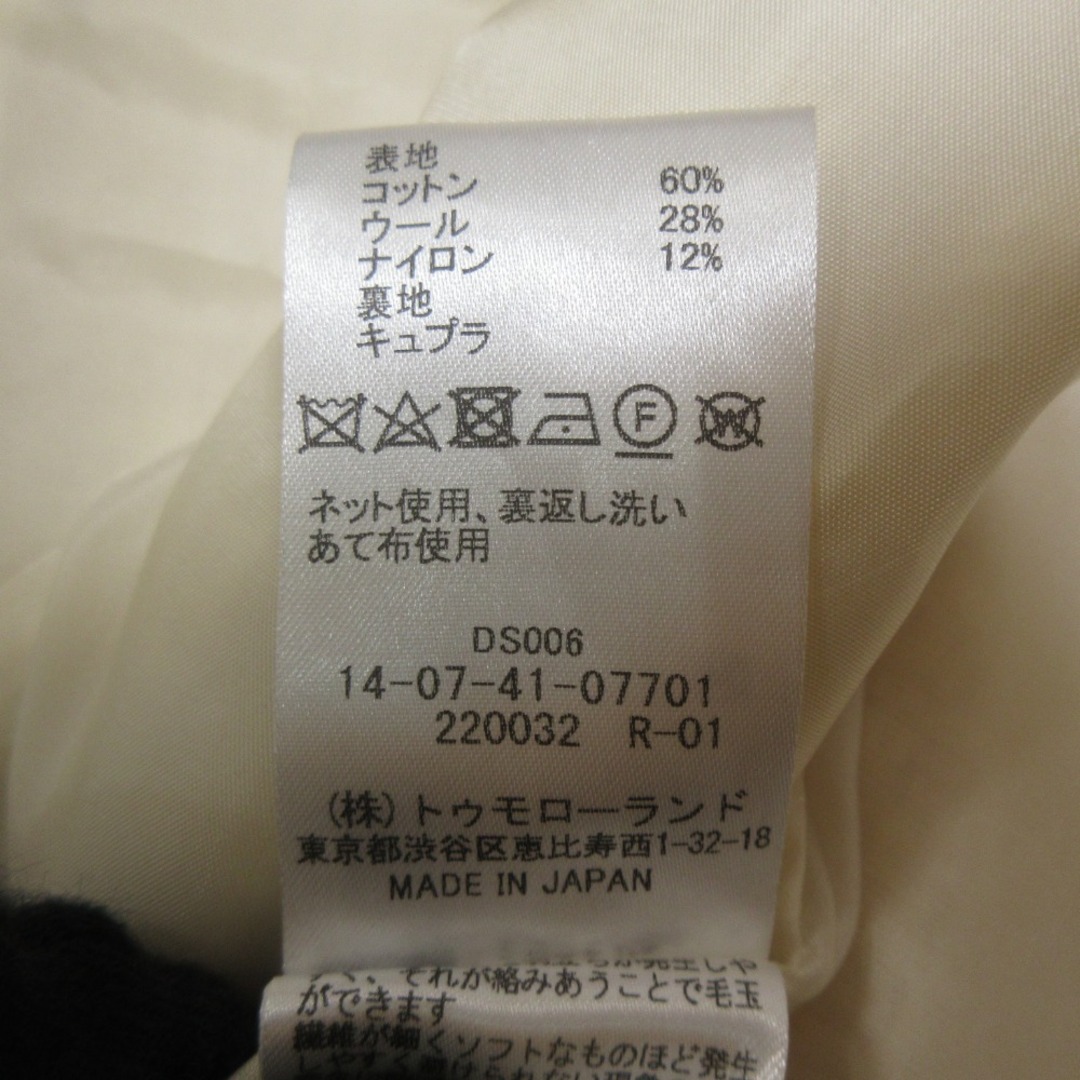 表地
コットン 60%
ウール 28%
ナイロン 12%
裏地
キュプラ
F W
ネット使用、裏返し洗い
あて布使用
DS006
14-07-41-07701
220032 R-01
(株)トゥモローランド
東京都渋谷区恵比寿西1-32-18
MADE IN JAPAN
、それが絡みあうことで毛玉
ができます
繊維が細くソフトなものほど発生